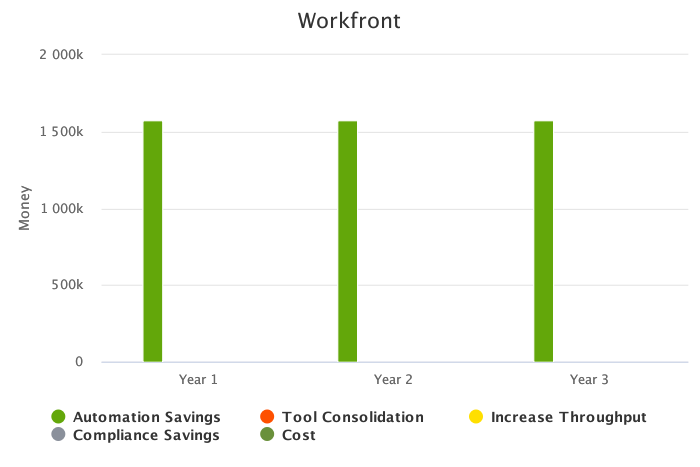 Workfront
2 000k
1 500k
1 000k
500k
0
Money
Year 1 Year 2 Year 3
Automation Savings Tool Consolidation Increase Throughput
Compliance Savings Cost